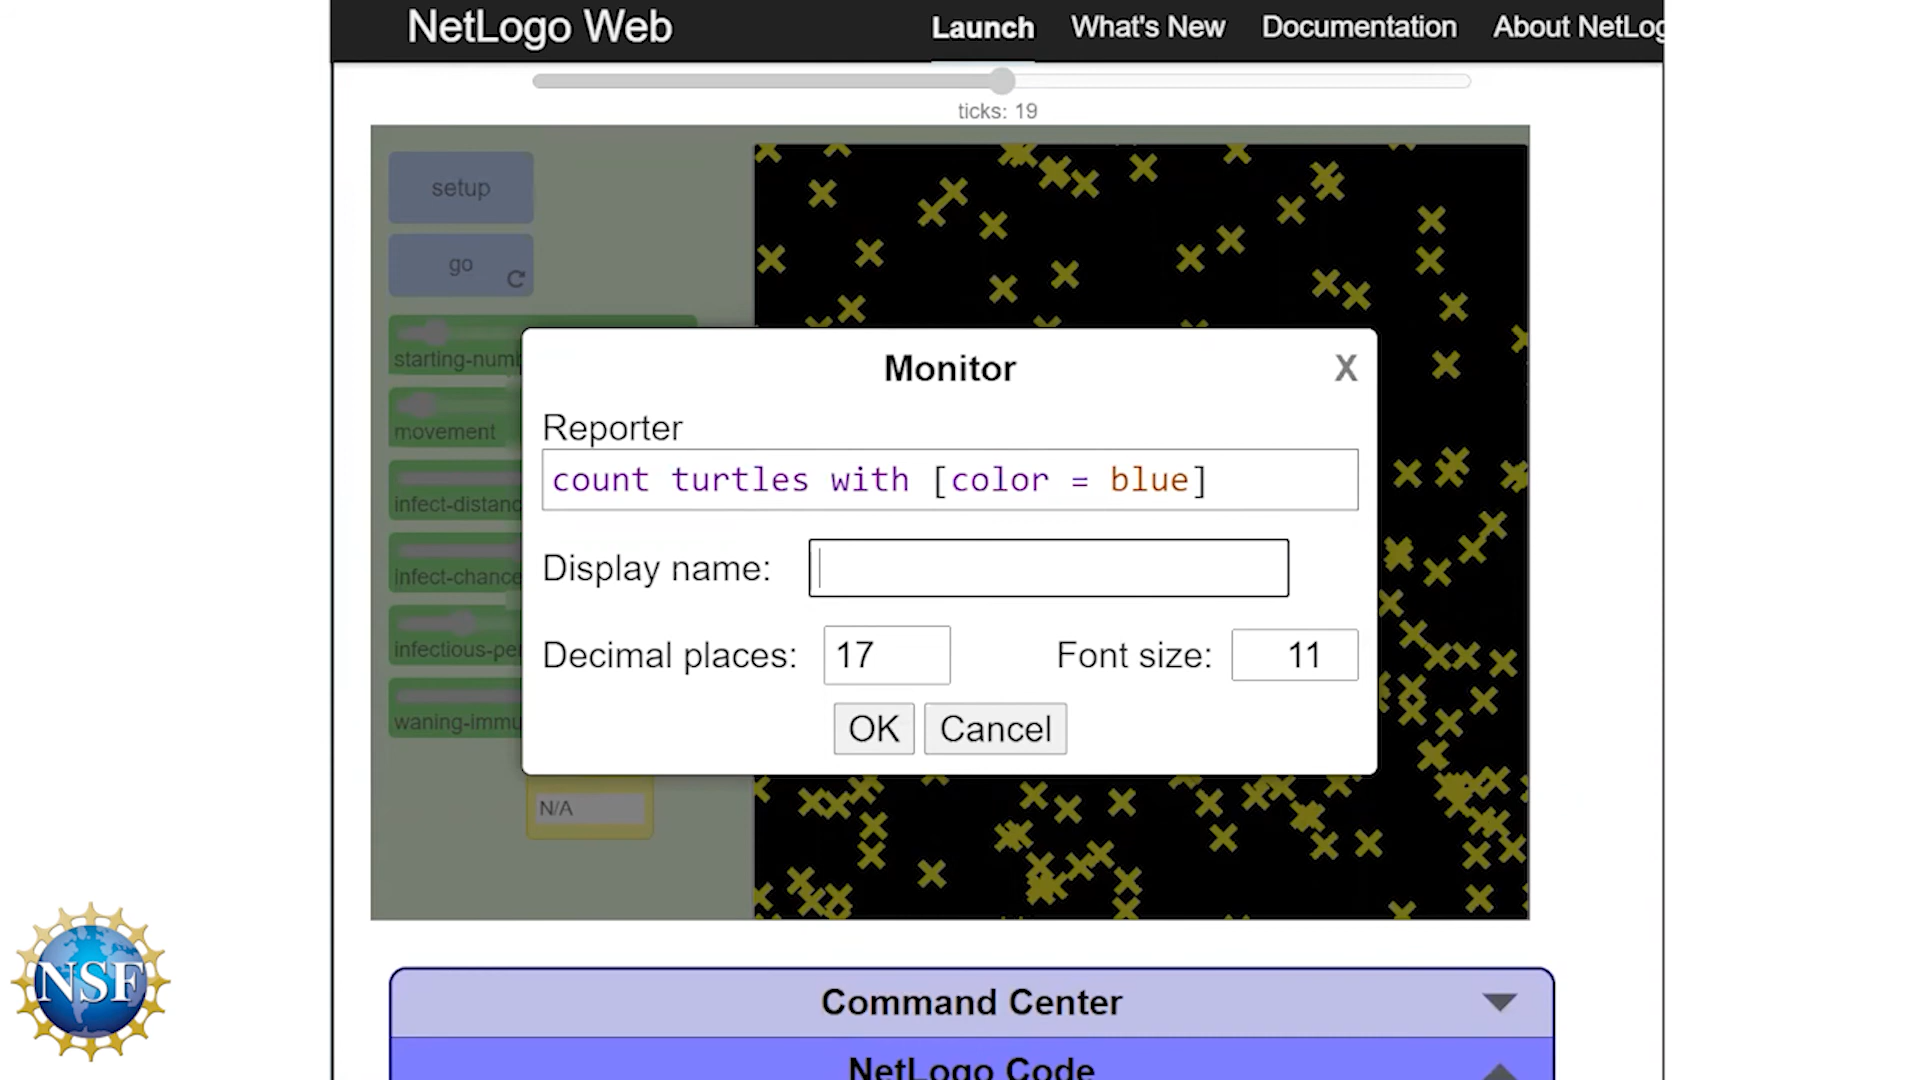 NetLogo Web
Launch
What's New
Documentation
About NetLog
ticks: 19
setup
go
starting-numb
movement
infect-distanc
infect-chance
infectious-pe
waning-immu
Monitor
X
Reporter
count turtles with [color = blue]
Display name:
Decimal places: 17
Font size: 11
OK
Cancel
N/A
NSF
Command Center
NetLogo Code